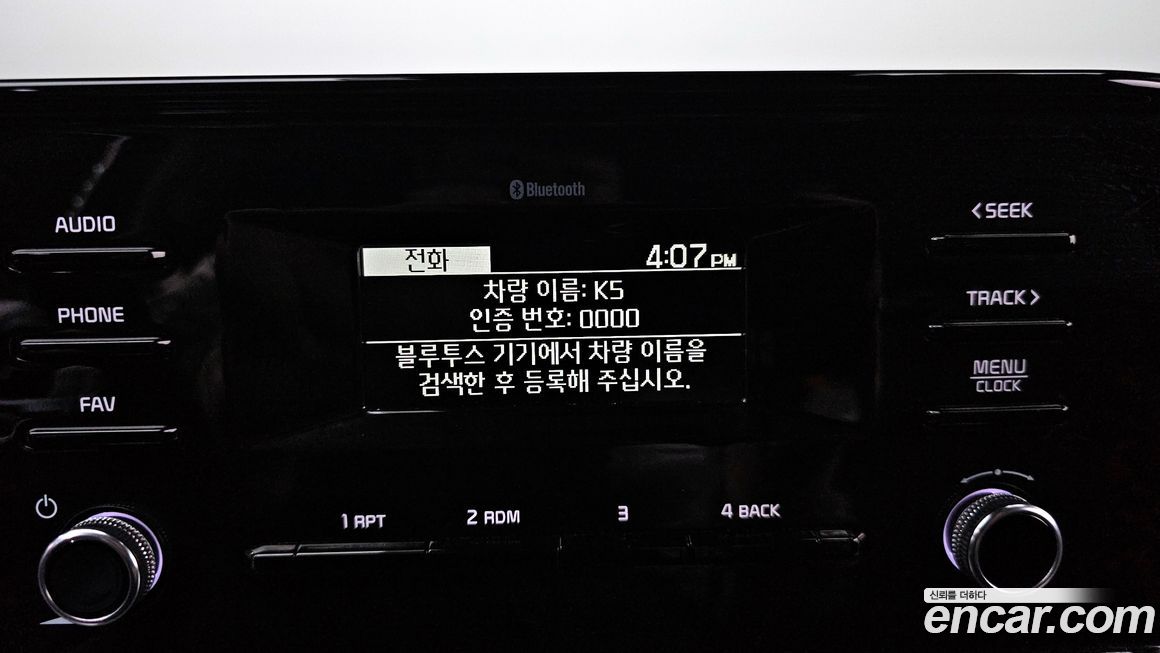 Bluetooth
AUDIO
PHONE
FAV
전화 4:07 PM
차량 이름: K5
인증 번호: 0000
블루투스 기기에서 차량 이름을
검색한 후 등록해 주십시오.
<SEEK
TRACK>
MENU
CLOCK
1 RPT 2 RDM 3 4 BACK
신뢰를 더하다
encar.com